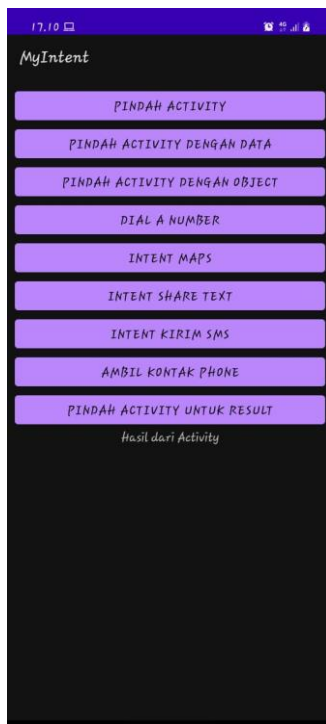 17.10
MyIntent
PINDAH ACTIVITY
PINDAH ACTIVITY DENGAN DATA
PINDAH ACTIVITY DENGAN OBJECT
DIAL A NUMBER
INTENT MAPS
INTENT SHARE TEXT
INTENT KIRIM SMS
AMBIL KONTAK PHONE
PINDAH ACTIVITY UNTUK RESULT
Hasil dari Activity